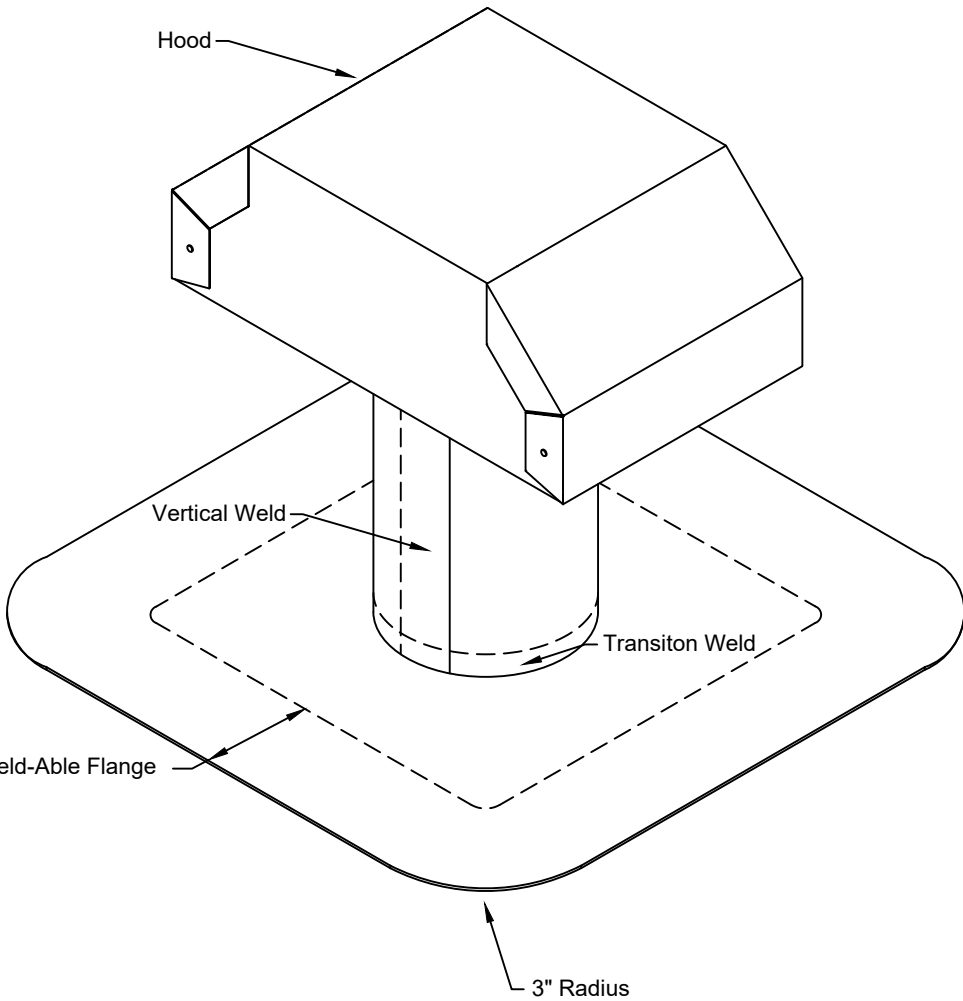 Hood
Vertical Weld
Transiton Weld
eld-Able Flange
3" Radius